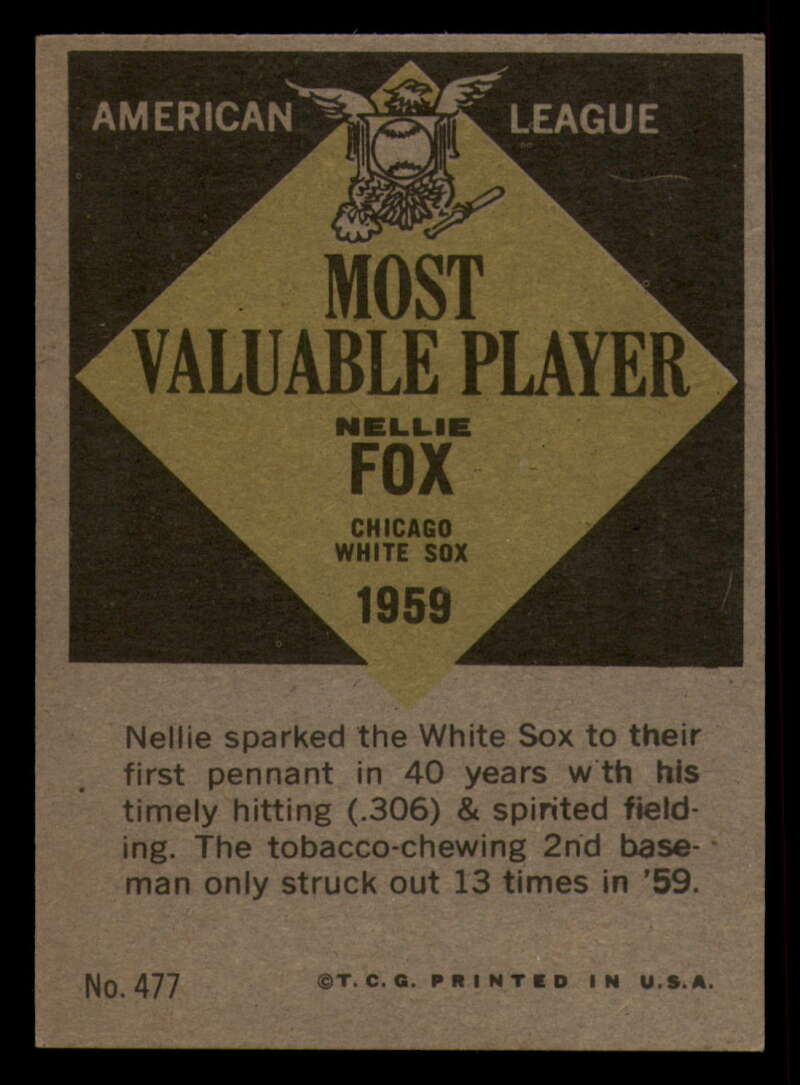 AMERICAN LEAGUE
MOST
VALUABLE PLAYER
NELLIE
FOX
CHICAGO
WHITE SOX
1959
Nellie sparked the White Sox to their
first pennant in 40 years w th his
timely hitting (.306) & spirited field-
ing. The tobacco-chewing 2nd base-
man only struck out 13 times in '59.
No. 477 ©T. C. G. PRINTED IN U.S.A.